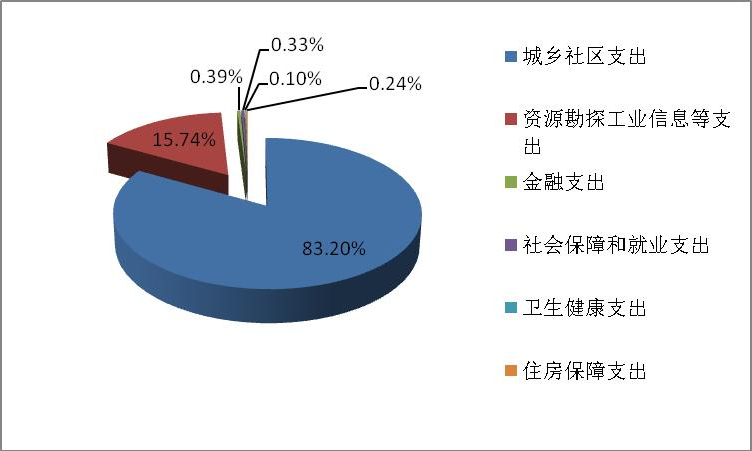 0.33%
0.39%
0.10%
0.24%
15.74%
83.20%
城乡社区支出
资源勘探工业信息等支
出
金融支出
社会保障和就业支出
卫生健康支出
住房保障支出